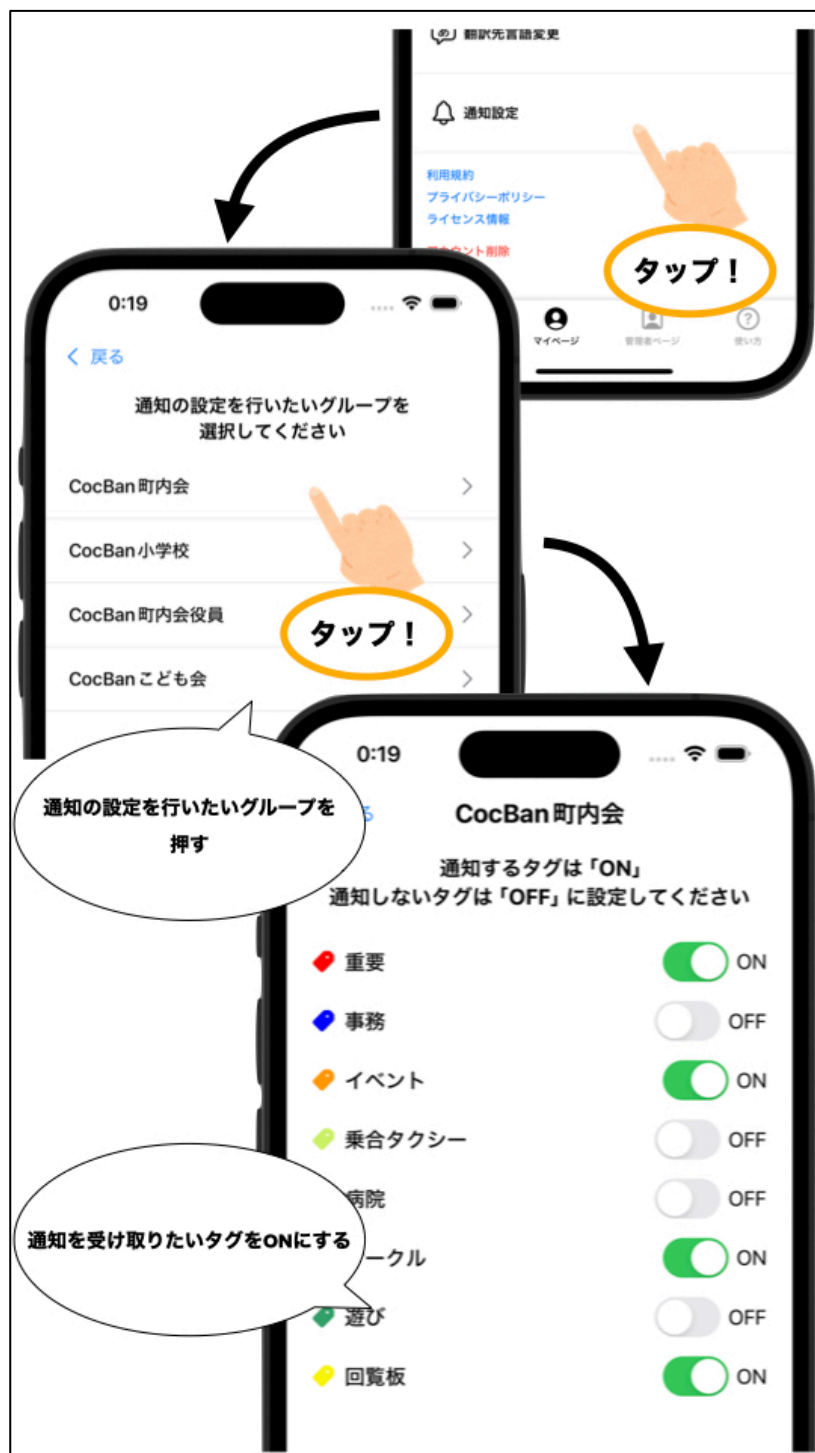 翻訳先言語変更
通知設定
利用規約
プライバシーポリシー
ライセンス情報
アカウント削除
タップ！
マイページ
管理者ページ
使い方
0:19
戻る
通知の設定を行いたいグループを
選択してください
CocBan町内会
CocBan小学校
CocBan町内会役員
CocBanこども会
タップ！
通知の設定を行いたいグループを
押す
0:19
る
CocBan町内会
通知するタグは「ON」
通知しないタグは「OFF」に設定してください
重要 ON
事務 OFF
イベント ON
乗合タクシー OFF
病院 OFF
ークル ON
遊び OFF
回覧板 ON
通知を受け取りたいタグをONにする